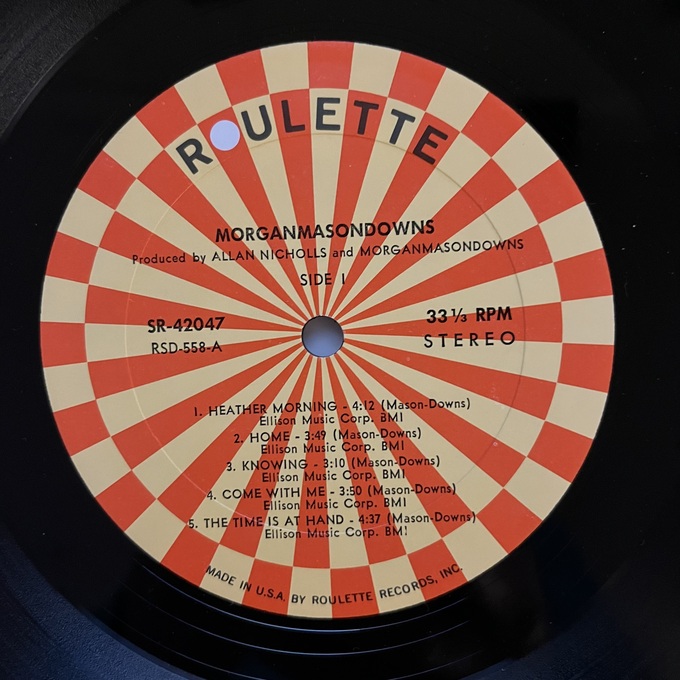 ROULETTE
MORGANMASONDOWNS
Produced by ALLAN NICHOLLS and MORGANMASONDOWNS
SIDE 1
SR-42047
RSD-558-A
33 1/3 RPM
STEREO
1. HEATHER MORNING - 4:12 (Mason-Downs)
Ellison Music Corp. BMI
2. HOME - 3:49 (Mason-Downs)
Ellison Music Corp. BMI
3. KNOWING - 3:10 (Mason-Downs)
Ellison Music Corp. BMI
4. COME WITH ME - 3:50 (Mason-Downs)
Ellison Music Corp. BMI
5. THE TIME IS AT HAND - 4:37 (Mason-Downs)
Ellison Music Corp. BMI
MADE IN U.S.A. BY ROULETTE RECORDS, INC.